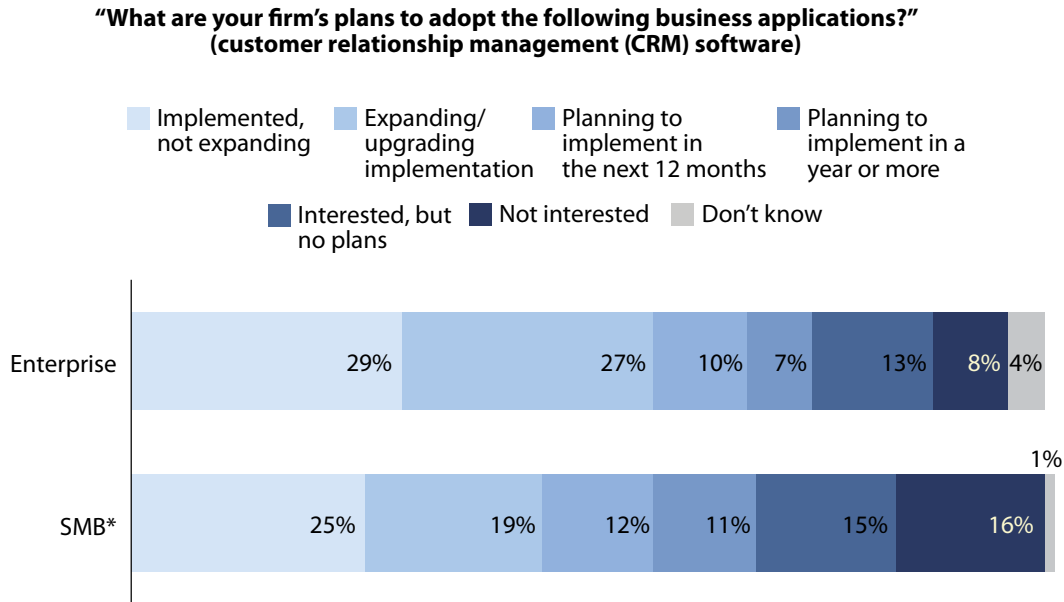 “What are your firm’s plans to adopt the following business applications?”
(customer relationship management (CRM) software)
Implemented,
not expanding
Expanding/
upgrading
implementation
Planning to
implement in
the next 12 months
Planning to
implement in a
year or more
Interested, but
no plans
Not interested
Don’t know
Enterprise
29%
27%
10%
7%
13%
8%
4%
1%
SMB*
25%
19%
12%
11%
15%
16%